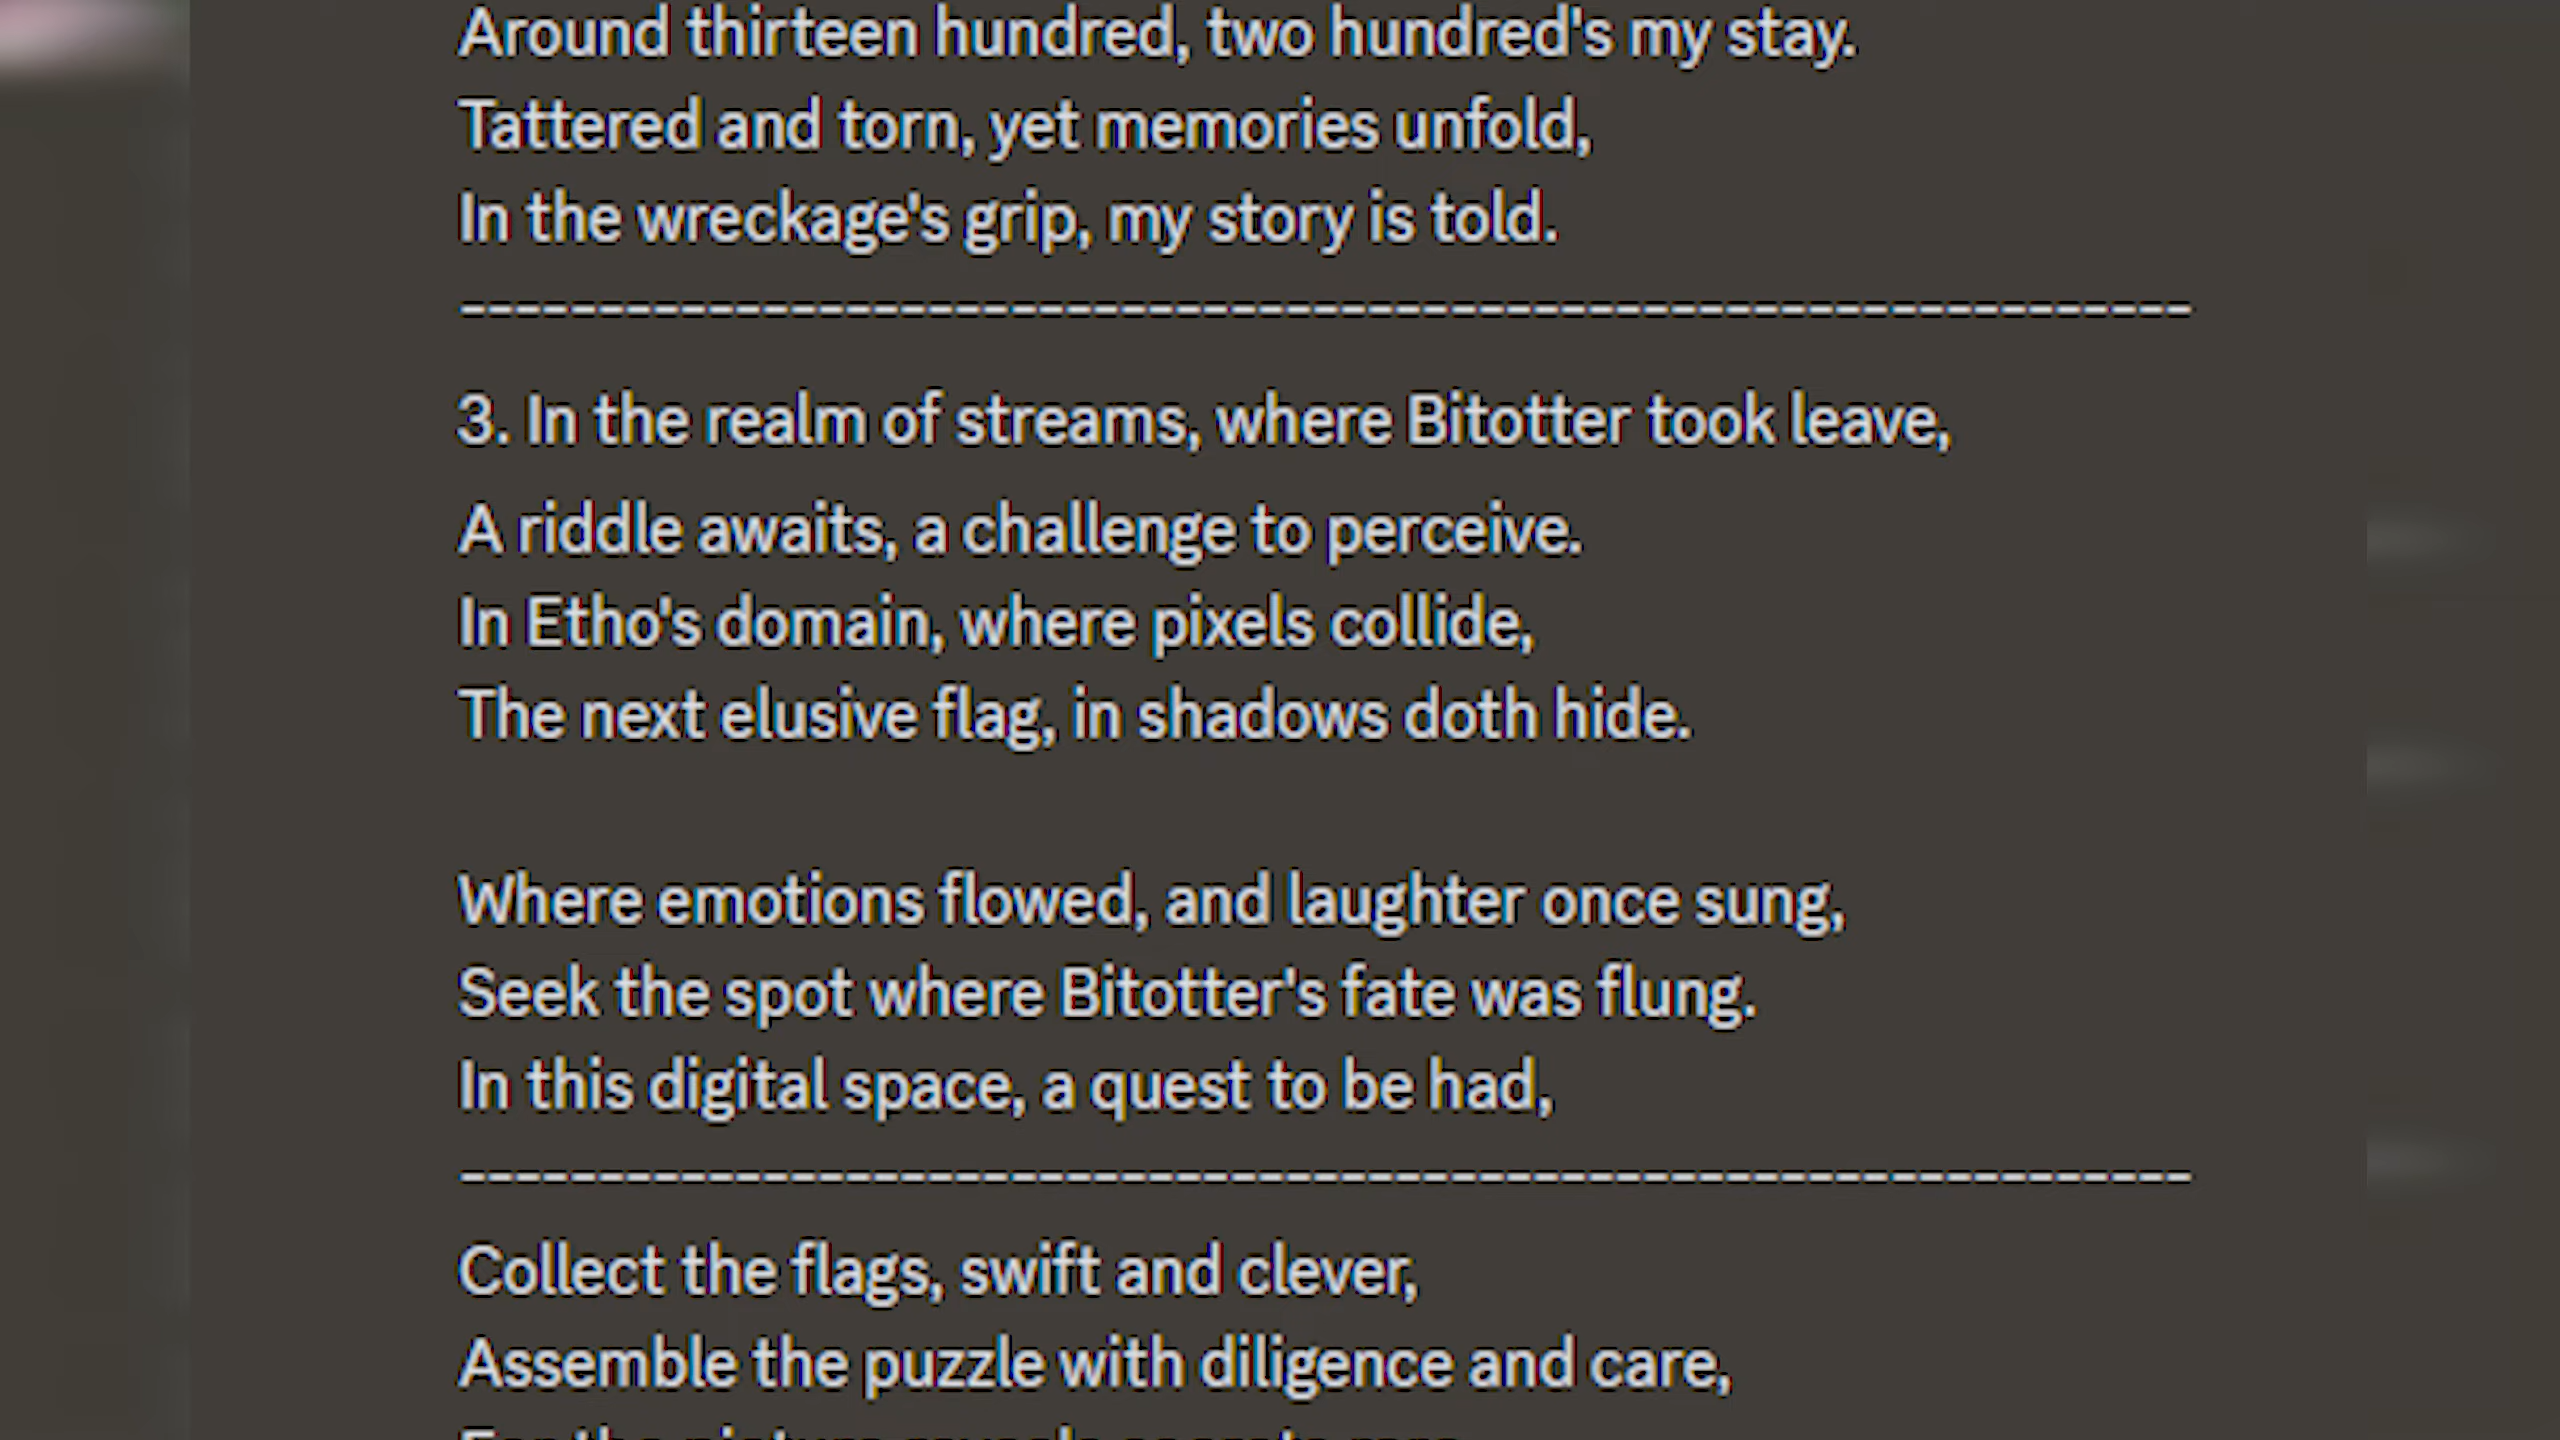 Around thirteen hundred, two hundred's my stay.
Tattered and torn, yet memories unfold,
In the wreckage's grip, my story is told.
---------------------------------------------------------------
3. In the realm of streams, where Bitotter took leave,
A riddle awaits, a challenge to perceive.
In Etho's domain, where pixels collide,
The next elusive flag, in shadows doth hide.
Where emotions flowed, and laughter once sung,
Seek the spot where Bitotter's fate was flung.
In this digital space, a quest to be had,
---------------------------------------------------------------
Collect the flags, swift and clever,
Assemble the puzzle with diligence and care,